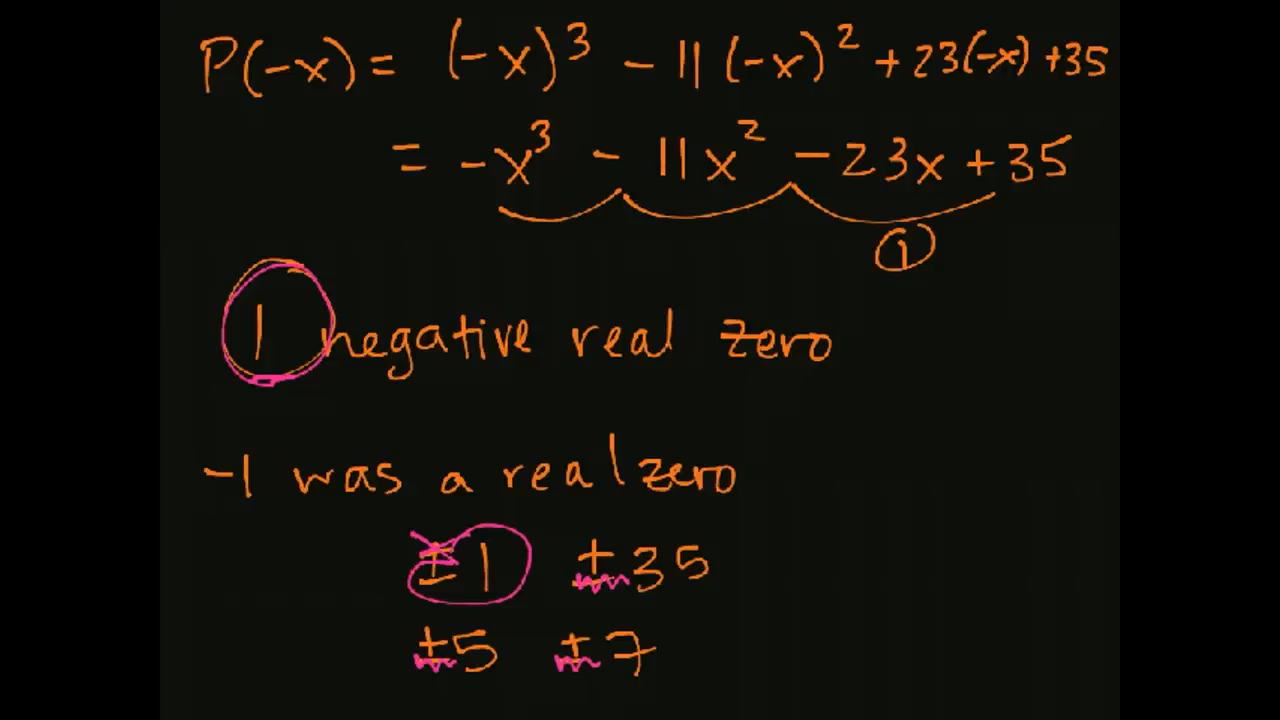 P(-x) = (-x)³ - 11(-x)² + 23(-x) + 35
= -x³ - 11x² - 23x + 35
1
1 negative real zero
-1 was a real zero
±1 ±35
±5 ±7